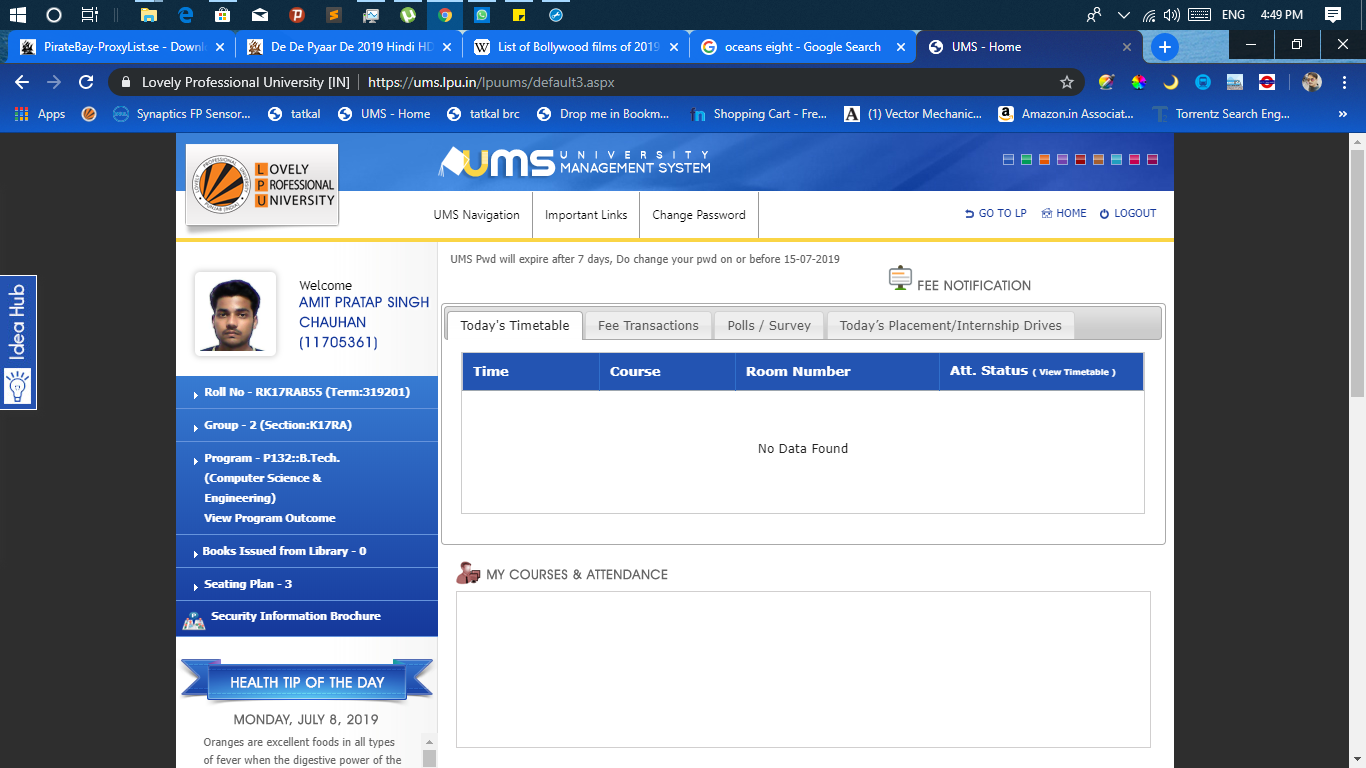 ENG 4:49 PM
PirateBay-ProxyList.se - Downl
De De Pyaar De 2019 Hindi HD
List of Bollywood films of 2019
oceans eight - Google Search
UMS - Home
Lovely Professional University [IN] | https://ums.lpu.in/lpuums/default3.aspx
Apps
Synaptics FP Sensor...
tatkal
UMS - Home
tatkal brc
Drop me in Bookm...
Shopping Cart - Fre...
(1) Vector Mechanic...
Amazon.in Associat...
Torrentz Search Eng...
LOVELY
PROFESSIONAL
UNIVERSITY
UMS UNIVERSITY
MANAGEMENT SYSTEM
UMS Navigation
Important Links
Change Password
GO TO LP
HOME
LOGOUT
Idea Hub
Welcome
AMIT PRATAP SINGH
CHAUHAN
(11705361)
UMS Pwd will expire after 7 days, Do change your pwd on or before 15-07-2019
FEE NOTIFICATION
Today's Timetable
Fee Transactions
Polls / Survey
Today's Placement/Internship Drives
Time Course Room Number Att. Status ( View Timetable )
No Data Found
Roll No - RK17RAB55 (Term:319201)
Group - 2 (Section:K17RA)
Program - P132::B.Tech.
(Computer Science &
Engineering)
View Program Outcome
Books Issued from Library - 0
Seating Plan - 3
Security Information Brochure
MY COURSES & ATTENDANCE
HEALTH TIP OF THE DAY
MONDAY, JULY 8, 2019
Oranges are excellent foods in all types
of fever when the digestive power of the